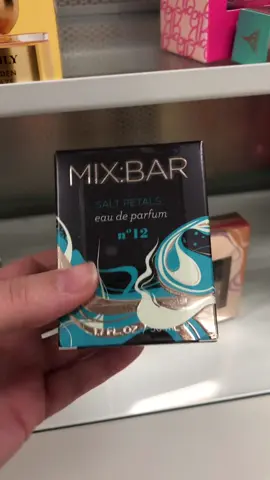 MIX:BAR
SALT PETALS
eau de parfum
nº12